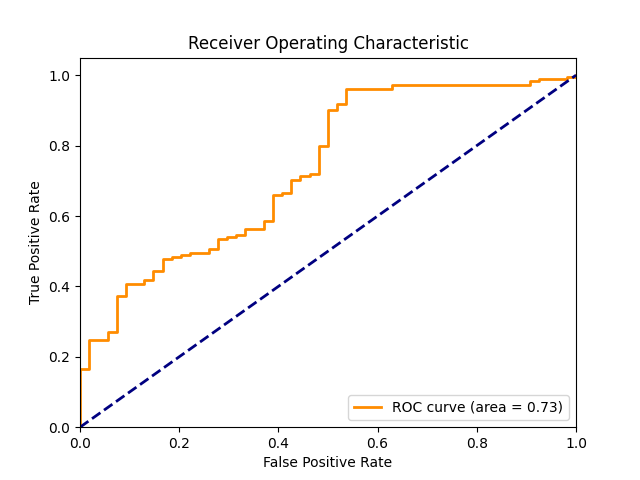 Receiver Operating Characteristic
True Positive Rate
1.0
0.8
0.6
0.4
0.2
0.0
ROC curve (area = 0.73)
0.0 0.2 0.4 0.6 0.8 1.0
False Positive Rate